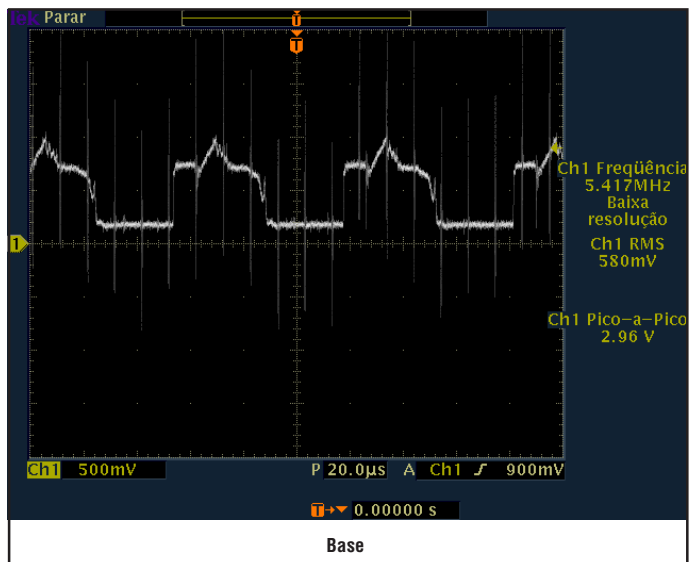 Tek Parar
T
1
Ch1 Freqüência
5.417MHz
Baixa
resolução
Ch1 RMS
580mV
Ch1 Pico-a-Pico
2.96 V
Ch1 500mV P 20.0µs A Ch1 900mV
T 0.00000 s
Base